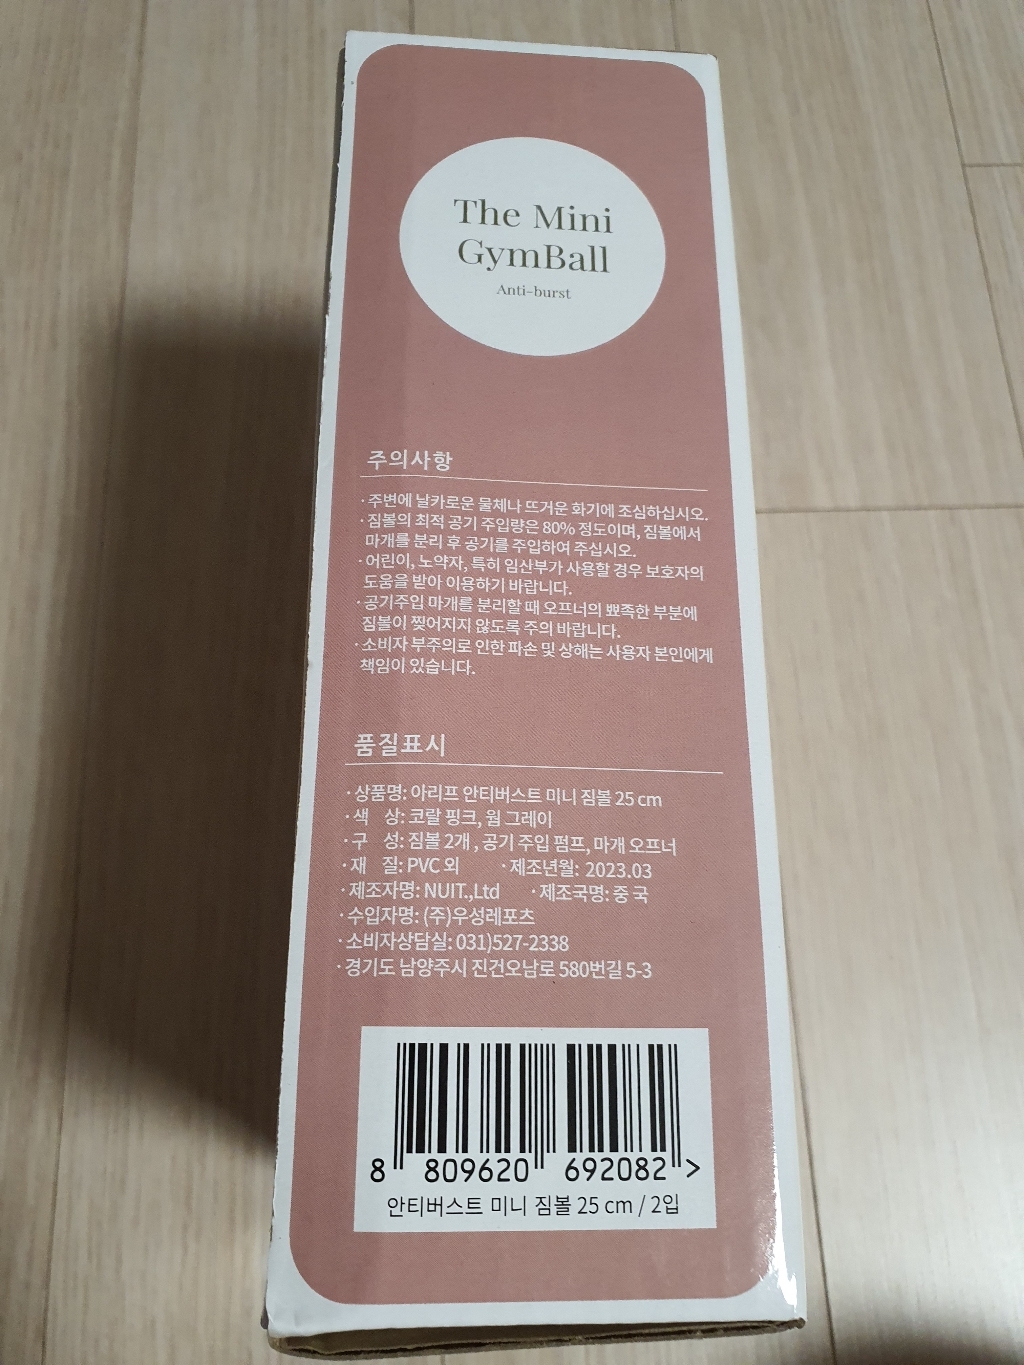 The Mini
GymBall
Anti-burst
주의사항
· 주변에 날카로운 물체나 뜨거운 화기에 조심하십시오.
· 짐볼의 최적 공기 주입량은 80% 정도이며, 짐볼에서
마개를 분리 후 공기를 주입하여 주십시오.
· 어린이, 노약자, 특히 임산부가 사용할 경우 보호자의
도움을 받아 이용하기 바랍니다.
· 공기주입 마개를 분리할 때 오프너의 뾰족한 부분에
짐볼이 찢어지지 않도록 주의 바랍니다.
· 소비자 부주의로 인한 파손 및 상해는 사용자 본인에게
책임이 있습니다.
품질표시
· 상품명: 아리프 안티버스트 미니 짐볼 25 cm
· 색 상: 코랄 핑크, 웜 그레이
· 구 성: 짐볼 2개 , 공기 주입 펌프, 마개 오프너
· 재 질: PVC 외 · 제조년월: 2023.03
· 제조자명: NUIT.,Ltd · 제조국명: 중 국
· 수입자명: (주)우성레포츠
· 소비자상담실: 031)527-2338
· 경기도 남양주시 진건오남로 580번길 5-3
8 809620 692082 >
안티버스트 미니 짐볼 25 cm / 2입